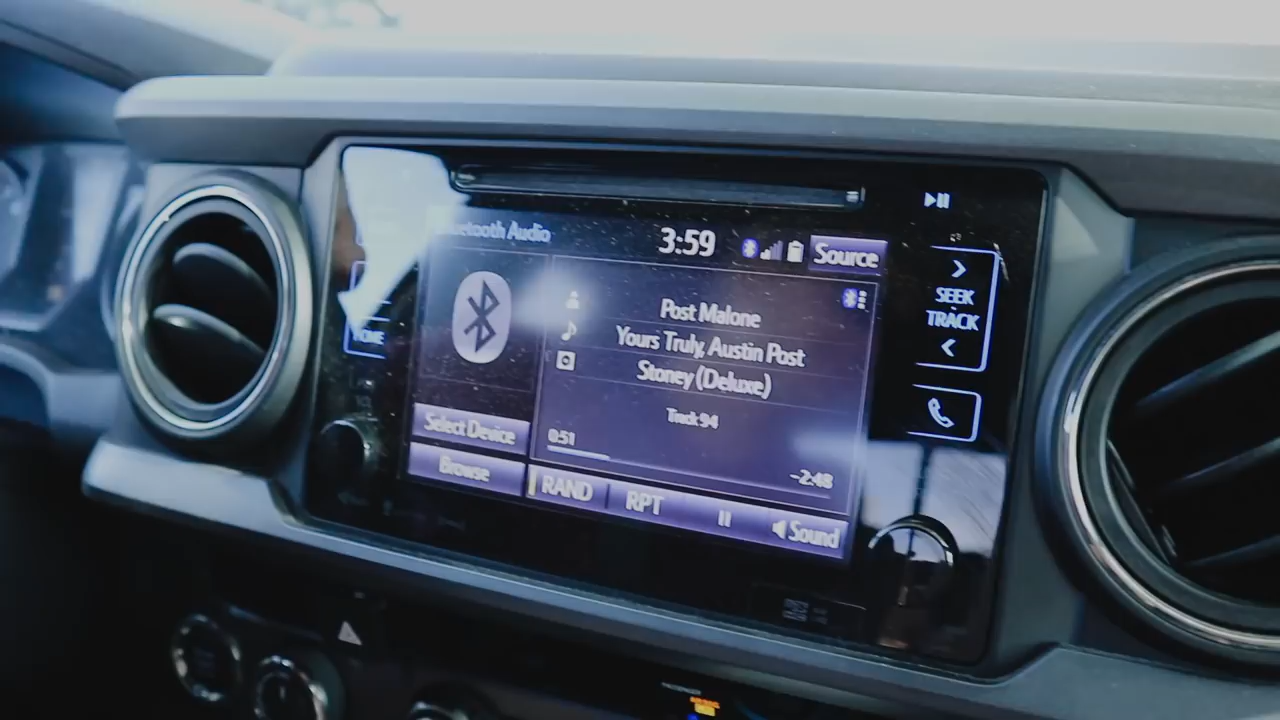 Bluetooth Audio
3:59
Source
Post Malone
Yours Truly, Austin Post
Stoney (Deluxe)
Track 94
0:51
-2:48
Select Device
Browse
RAND
RPT
Sound
HOME
SEEK
TRACK